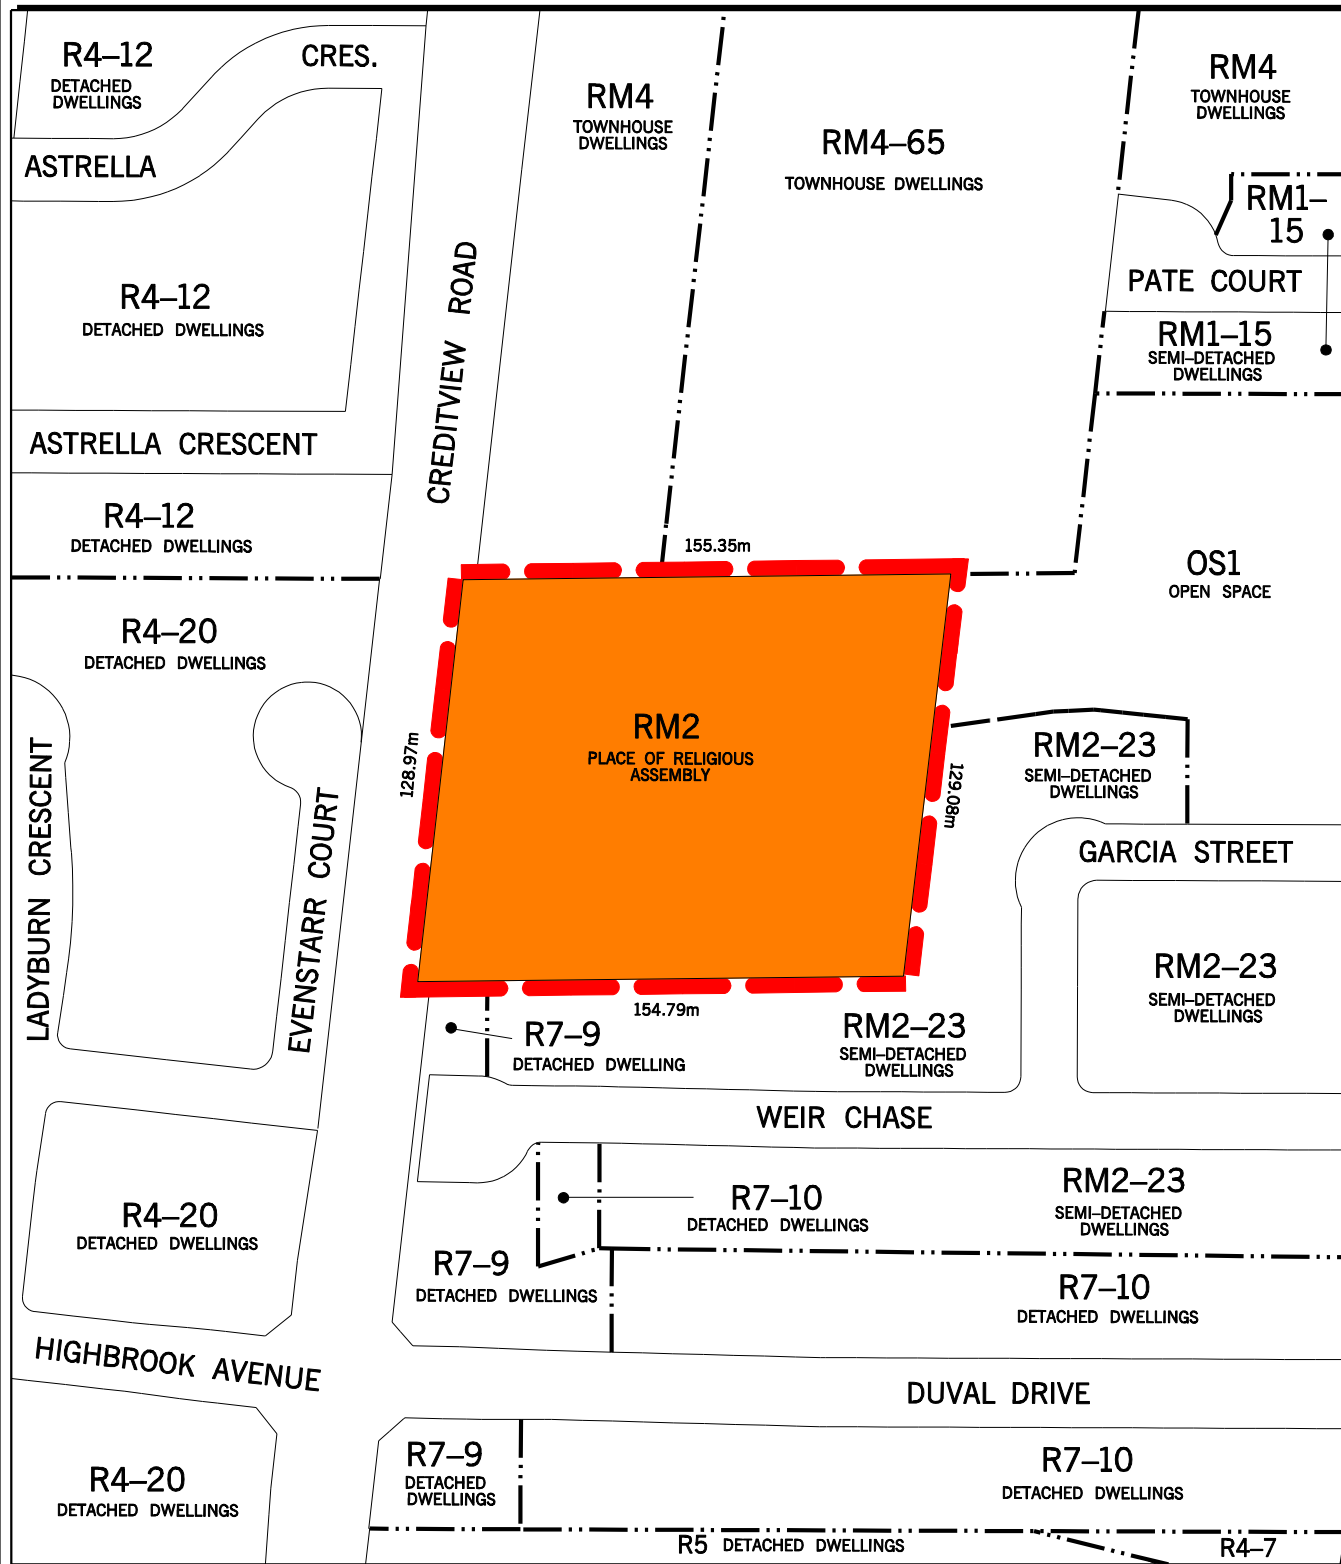 R4–12
DETACHED
DWELLINGS
CRES.
ASTRELLA
RM4
TOWNHOUSE
DWELLINGS
RM4–65
TOWNHOUSE DWELLINGS
RM4
TOWNHOUSE
DWELLINGS
RM1–
15
PATE COURT
RM1–15
SEMI–DETACHED
DWELLINGS
R4–12
DETACHED DWELLINGS
CREDITVIEW ROAD
ASTRELLA CRESCENT
R4–12
DETACHED DWELLINGS
155.35m
OS1
OPEN SPACE
R4–20
DETACHED DWELLINGS
RM2
PLACE OF RELIGIOUS
ASSEMBLY
128.97m
129.08m
154.79m
RM2–23
SEMI–DETACHED
DWELLINGS
LADYBURN CRESCENT
EVENSTARR COURT
GARCIA STREET
RM2–23
SEMI–DETACHED
DWELLINGS
R7–9
DETACHED DWELLING
RM2–23
SEMI–DETACHED
DWELLINGS
WEIR CHASE
R4–20
DETACHED DWELLINGS
R7–10
DETACHED DWELLINGS
RM2–23
SEMI–DETACHED
DWELLINGS
R7–9
DETACHED DWELLINGS
R7–10
DETACHED DWELLINGS
HIGHBROOK AVENUE
DUVAL DRIVE
R4–20
DETACHED DWELLINGS
R7–9
DETACHED
DWELLINGS
R7–10
DETACHED DWELLINGS
R5 DETACHED DWELLINGS
R4–7